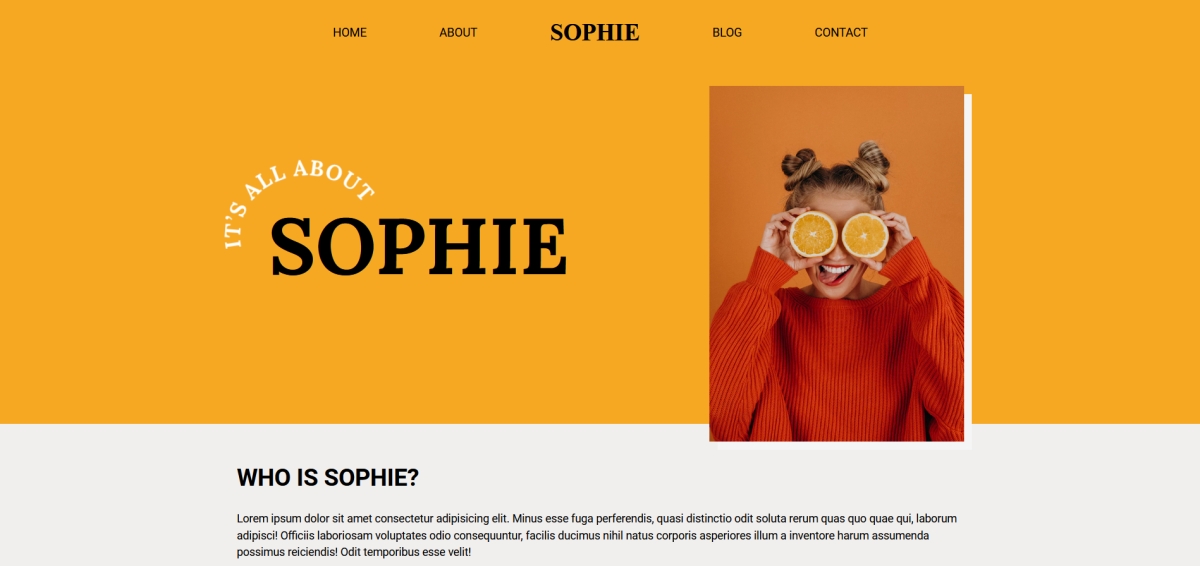 HOME ABOUT SOPHIE BLOG CONTACT
IT'S ALL ABOUT
SOPHIE
WHO IS SOPHIE?
Lorem ipsum dolor sit amet consectetur adipisicing elit. Minus esse fuga perferendis, quasi distinctio odit soluta rerum quas quo quae qui, laborum
adipisci! Officiis laboriosam voluptates odio consequuntur, facilis ducimus nihil natus corporis asperiores illum a inventore harum assumenda
possimus reiciendis! Odit temporibus esse velit!